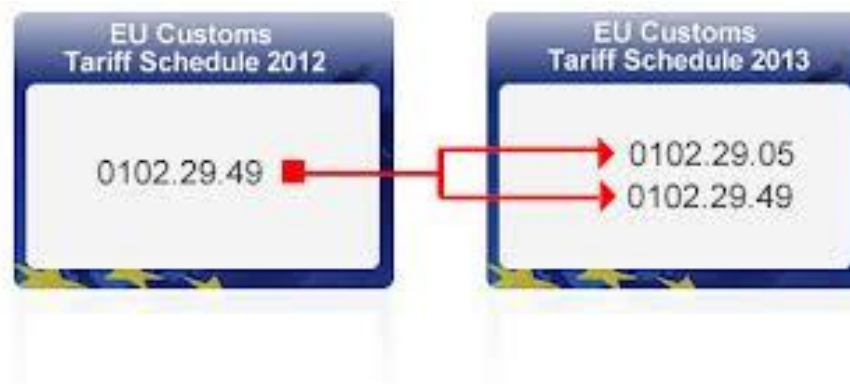 EU Customs
Tariff Schedule 2012
0102.29.49
EU Customs
Tariff Schedule 2013
0102.29.05
0102.29.49